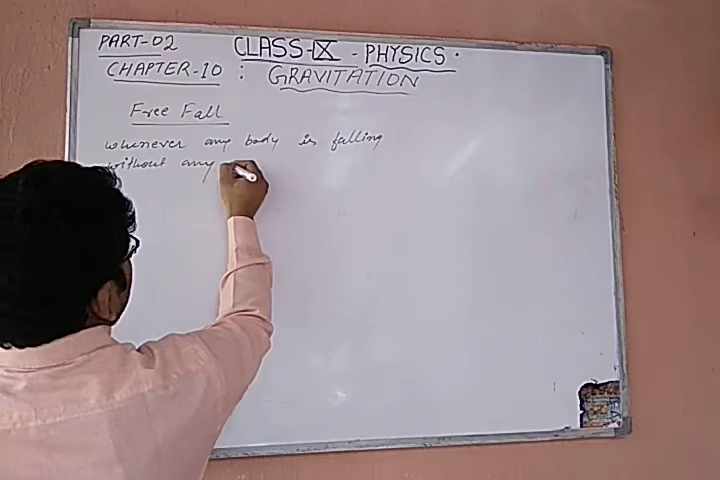 PART-02
CLASS-IX - PHYSICS.
CHAPTER-10 : GRAVITATION
Free Fall
whenever any body is falling
without any